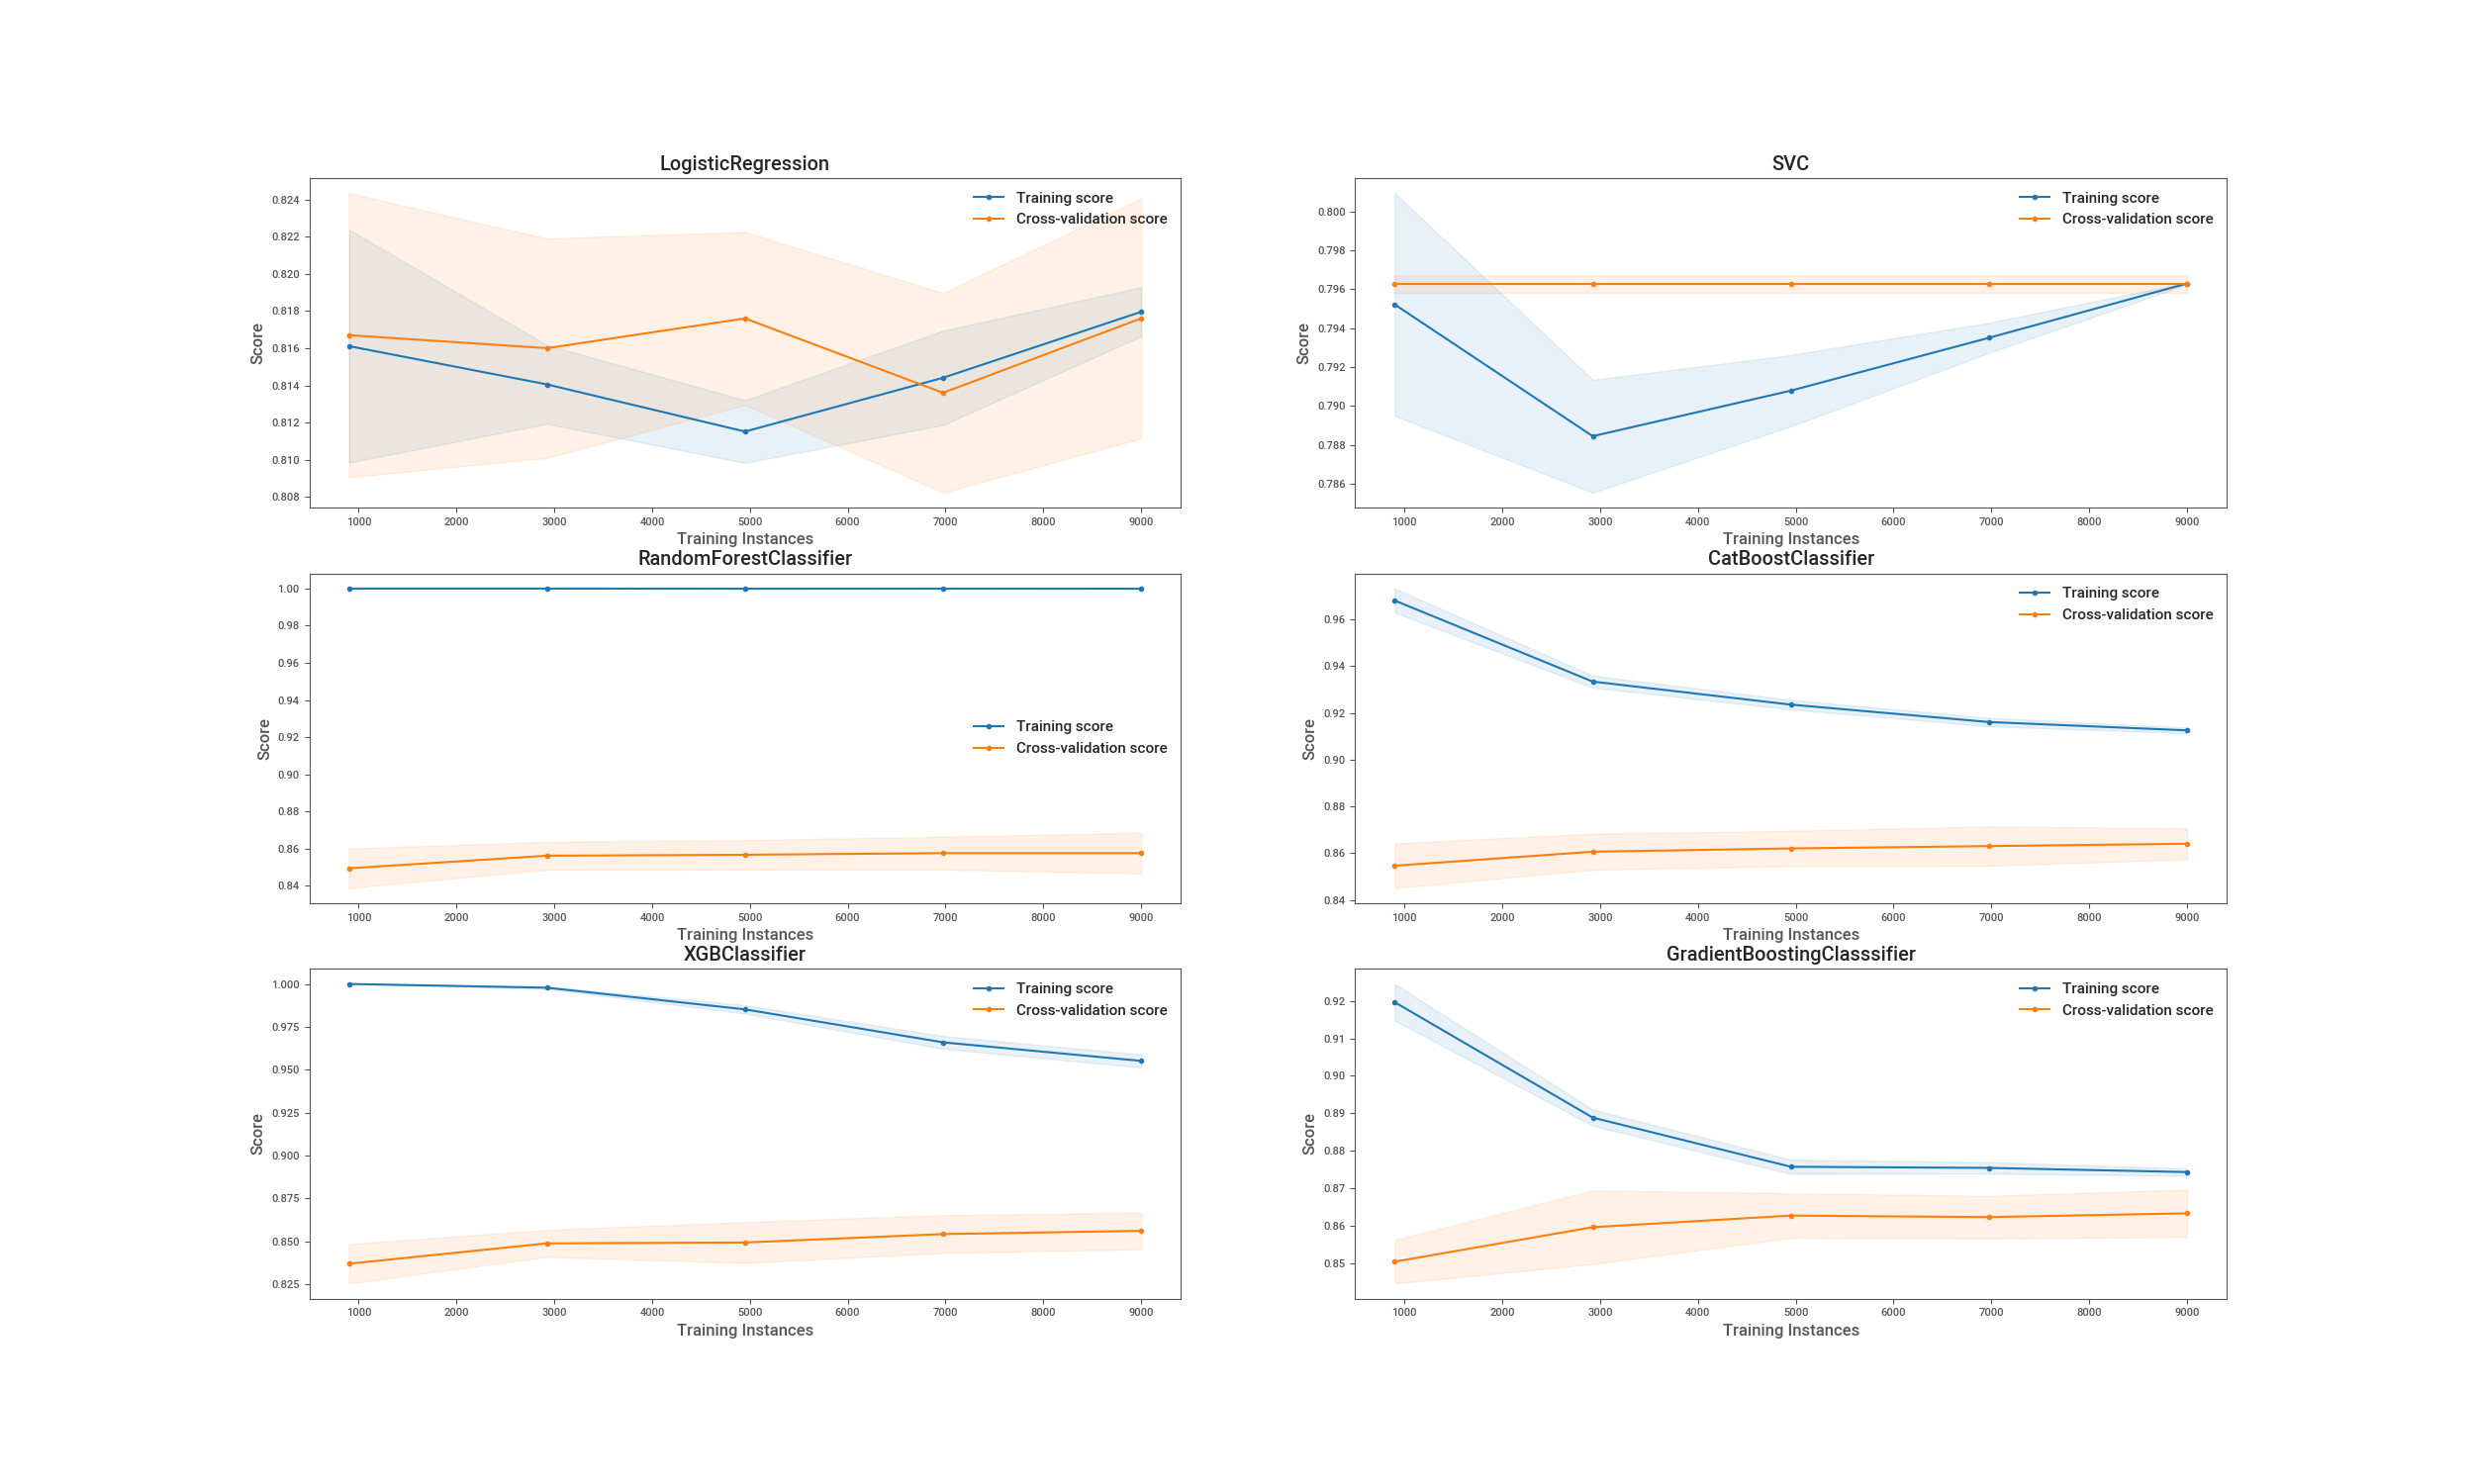 LogisticRegression
0.824
0.822
0.820
0.818
0.816
0.814
0.812
0.810
0.808
Score
Training score
Cross-validation score
1000 2000 3000 4000 5000 6000 7000 8000 9000
Training Instances
SVC
0.800
0.798
0.796
0.794
0.792
0.790
0.788
0.786
Score
Training score
Cross-validation score
1000 2000 3000 4000 5000 6000 7000 8000 9000
Training Instances
RandomForestClassifier
1.00
0.98
0.96
0.94
0.92
0.90
0.88
0.86
0.84
Score
Training score
Cross-validation score
1000 2000 3000 4000 5000 6000 7000 8000 9000
Training Instances
CatBoostClassifier
0.96
0.94
0.92
0.90
0.88
0.86
0.84
Score
Training score
Cross-validation score
1000 2000 3000 4000 5000 6000 7000 8000 9000
Training Instances
XGBClassifier
1.000
0.975
0.950
0.925
0.900
0.875
0.850
0.825
Score
Training score
Cross-validation score
1000 2000 3000 4000 5000 6000 7000 8000 9000
Training Instances
GradientBoostingClasssifier
0.92
0.91
0.90
0.89
0.88
0.87
0.86
0.85
Score
Training score
Cross-validation score
1000 2000 3000 4000 5000 6000 7000 8000 9000
Training Instances